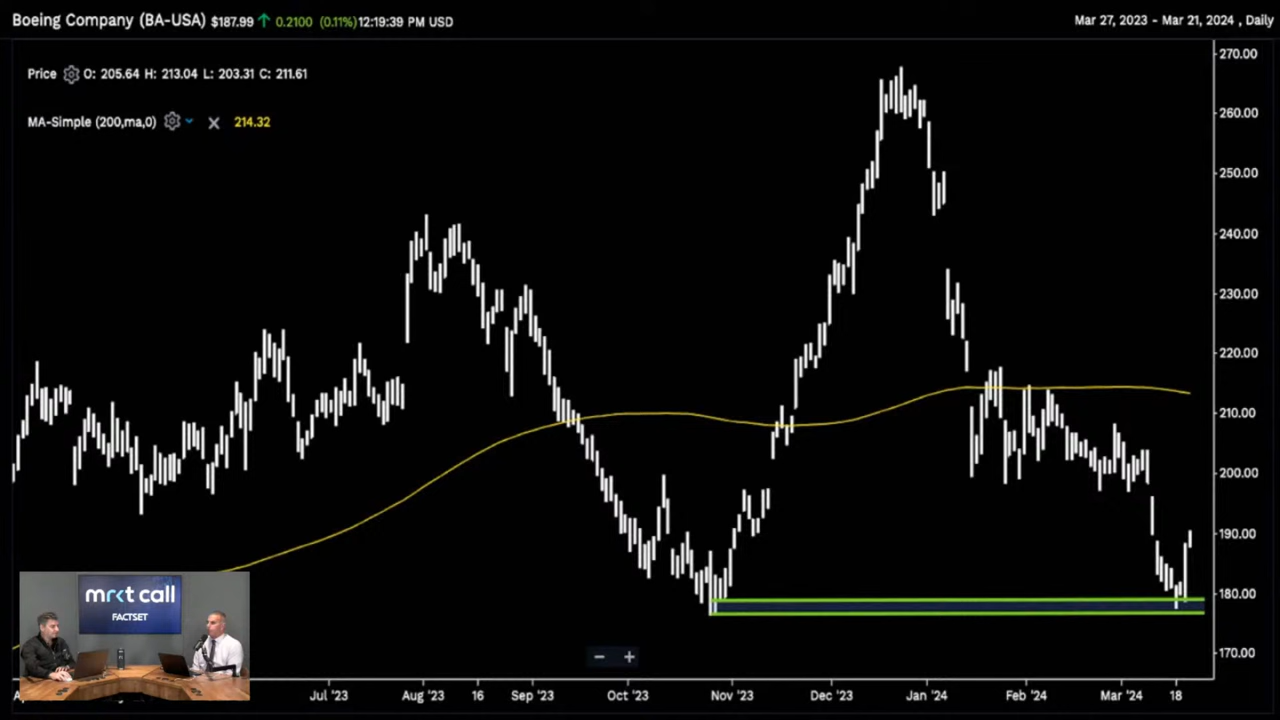 Boeing Company (BA-USA) $187.99 0.2100 (0.11%) 12:19:39 PM USD
Mar 27, 2023 - Mar 21, 2024 , Daily
Price O: 205.64 H: 213.04 L: 203.31 C: 211.61
MA-Simple (200,ma,0) 214.32
270.00
260.00
250.00
240.00
230.00
220.00
210.00
200.00
190.00
180.00
170.00
mrkt call
FACTSET
Jul '23 Aug '23 16 Sep '23 Oct '23 Nov '23 Dec '23 Jan '24 Feb '24 Mar '24 18